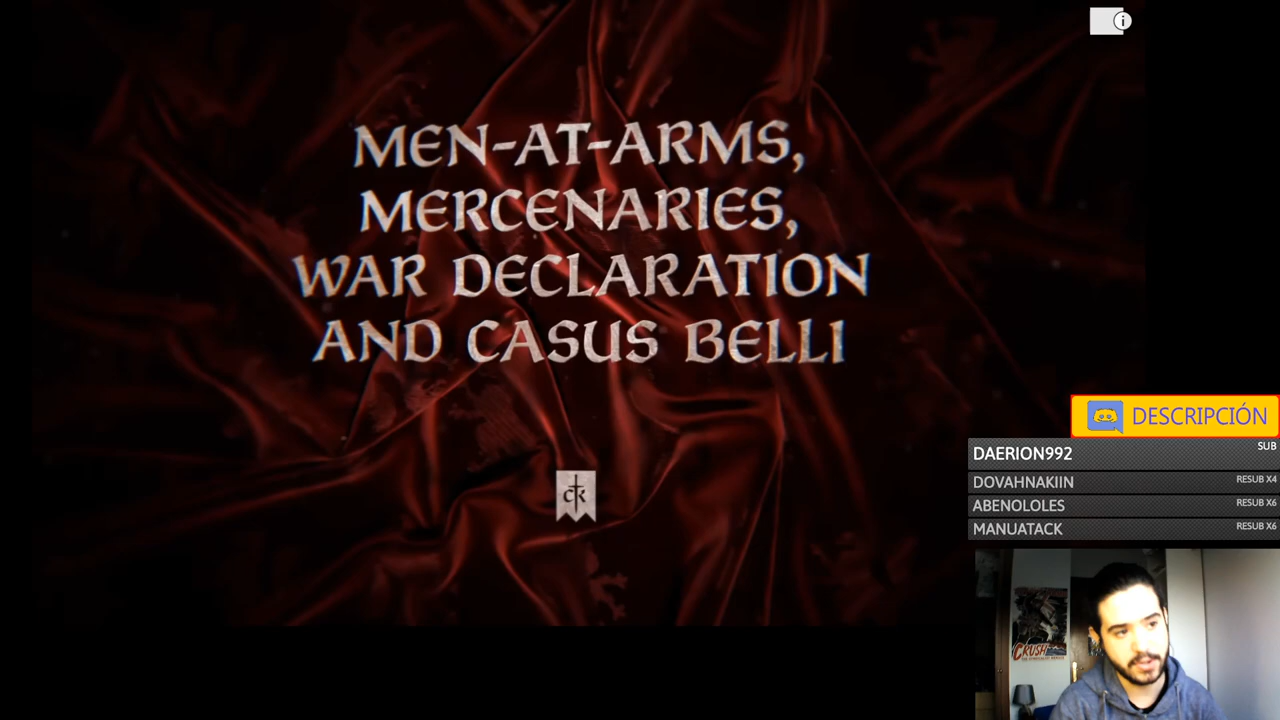 MEN-AT-ARMS,
MERCENARIES,
WAR DECLARATION
AND CASUS BELLI
i
DESCRIPCIÓN
DAERION992 SUB
DOVAHNAKIIN RESUB X4
ABENOLOLES RESUB X6
MANUATACK RESUB X6
CRUSH